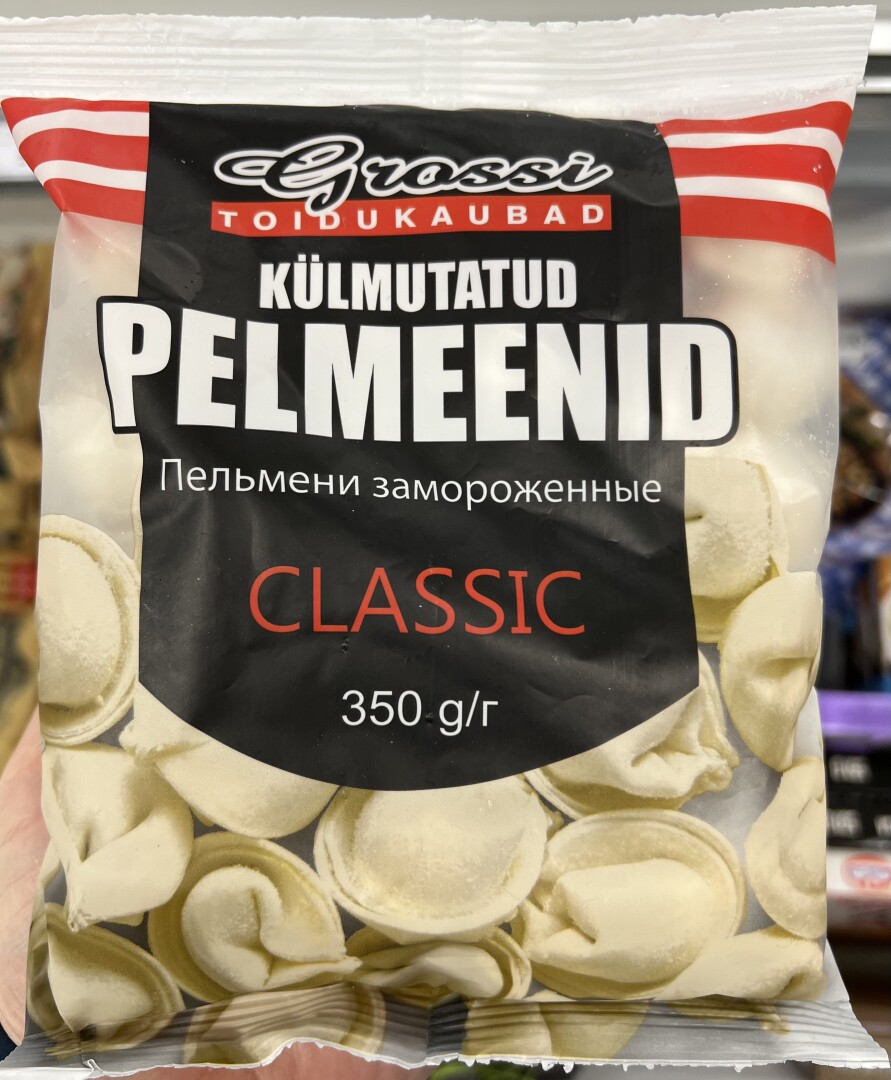 Grossi
TOIDUKAUBAD
KÜLMUTATUD
PELMEENID
Пельмени замороженные
CLASSIC
350 g/г